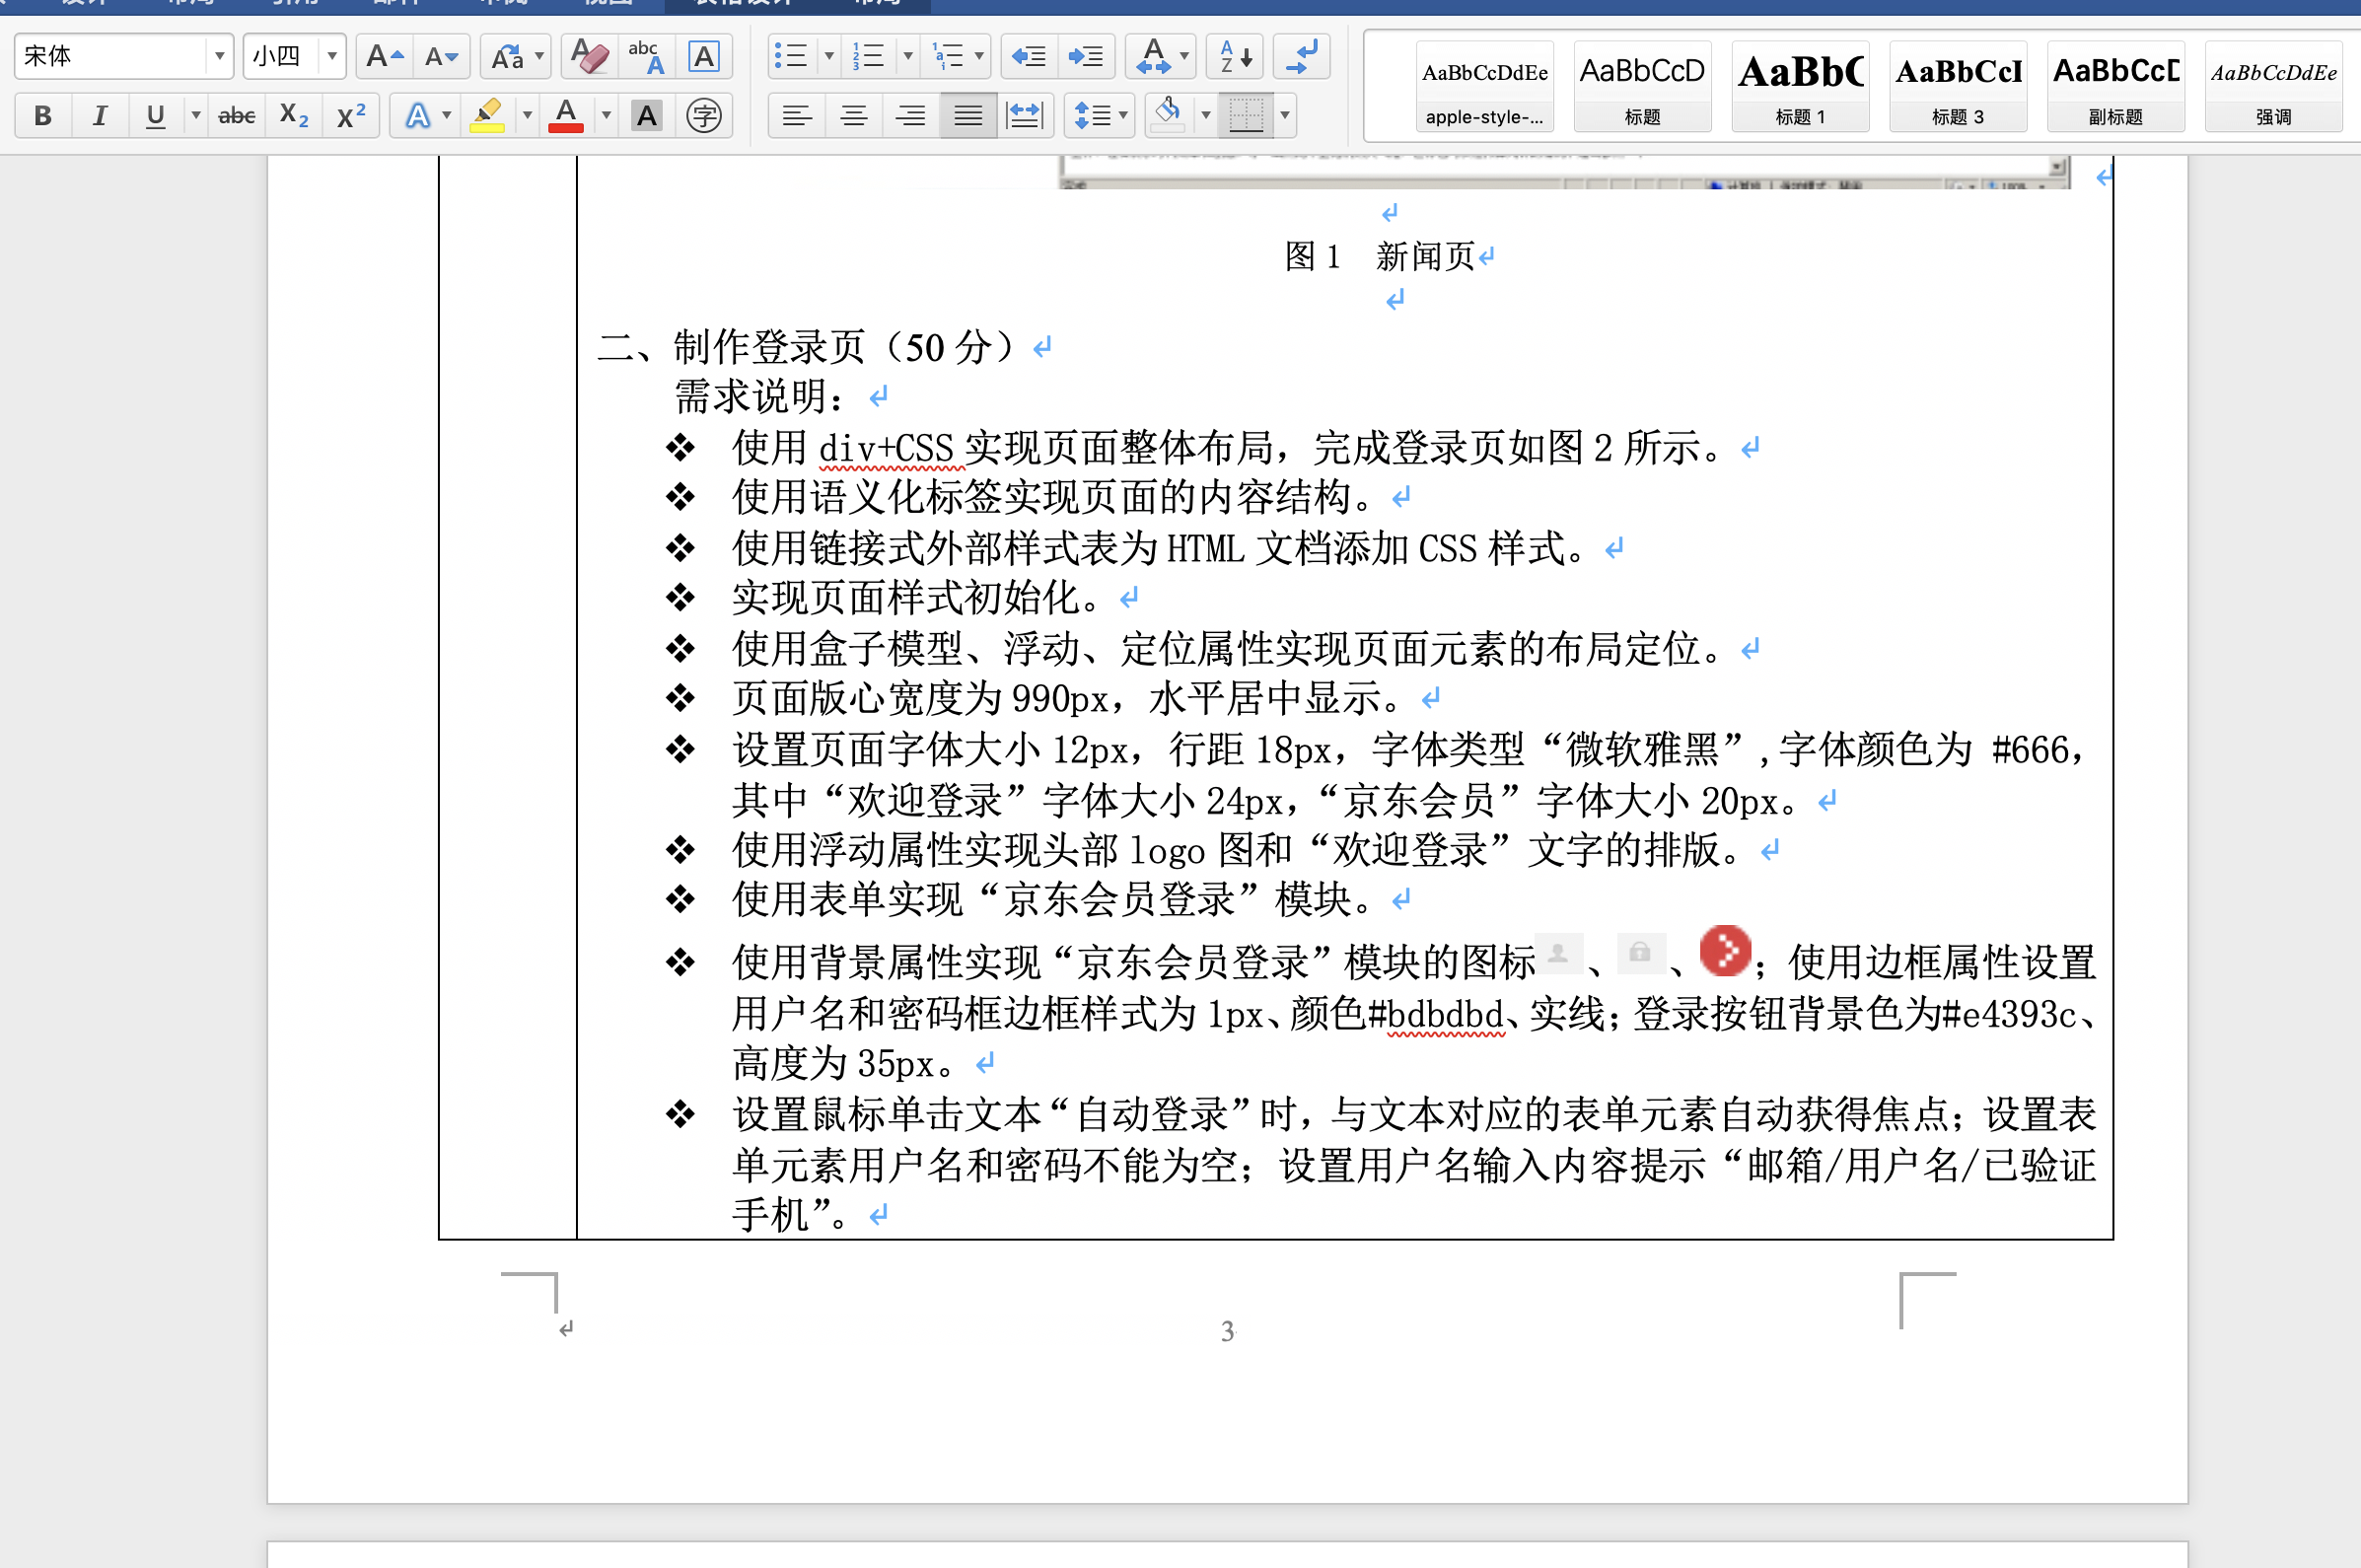 宋体
小四
abc
A
Aa
A
B I U abc X₂ X² A A A 字
AaBbCcDdEe AaBbCcD AaBbC AaBbCcI AaBbCcD AaBbCcDdEe
apple-style-... 标题 标题 1 标题 3 副标题 强调
图 1 新闻页
二、制作登录页（50 分）
需求说明：
❖ 使用 div+CSS 实现页面整体布局，完成登录页如图 2 所示。
❖ 使用语义化标签实现页面的内容结构。
❖ 使用链接式外部样式表为 HTML 文档添加 CSS 样式。
❖ 实现页面样式初始化。
❖ 使用盒子模型、浮动、定位属性实现页面元素的布局定位。
❖ 页面版心宽度为 990px，水平居中显示。
❖ 设置页面字体大小 12px，行距 18px，字体类型“微软雅黑”,字体颜色为 #666，
其中“欢迎登录”字体大小 24px，“京东会员”字体大小 20px。
❖ 使用浮动属性实现头部 logo 图和“欢迎登录”文字的排版。
❖ 使用表单实现“京东会员登录”模块。
❖ 使用背景属性实现“京东会员登录”模块的图标、、；使用边框属性设置
用户名和密码框边框样式为 1px、颜色#bdbdbd、实线；登录按钮背景色为#e4393c、
高度为 35px。
❖ 设置鼠标单击文本“自动登录”时，与文本对应的表单元素自动获得焦点；设置表
单元素用户名和密码不能为空；设置用户名输入内容提示“邮箱/用户名/已验证
手机”。
3